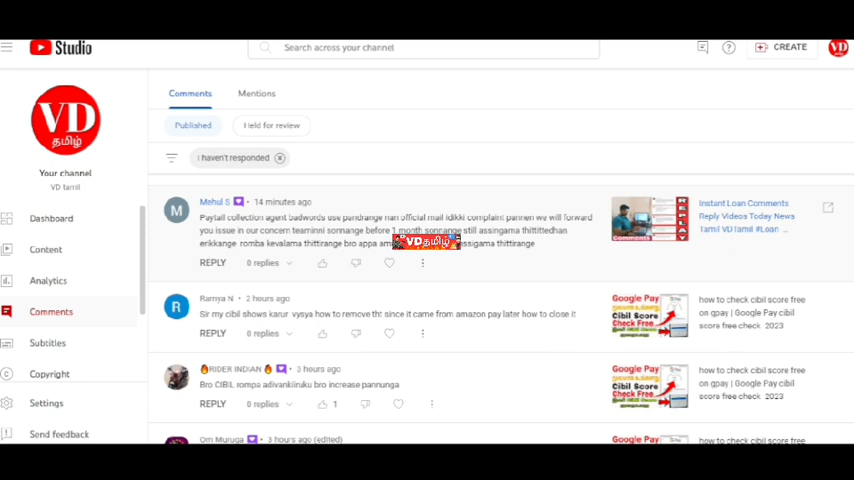 Studio
Search across your channel
CREATE
VD
VD
தமிழ்
Your channel
VD tamil
Dashboard
Content
Analytics
Comments
Subtitles
Copyright
Settings
Send feedback
Comments
Mentions
Published
Held for review
I haven't responded
M
Mehul S • 14 minutes ago
Paytail collection agent badwords use pandrange nan official mail idikki complaint pannen we will forward
you issue in our concern teaminni sonnange before 1 month sonnange still assingama thittittedhan
erikkange romba kevalama thittirange bro appa assigama thittirange
VDதமிழ்
REPLY 0 replies
Instant Loan Comments
Reply Videos Today News
Tamil VDTamil #Loan ...
Comments
R
Ramya N • 2 hours ago
Sir my cibil shows karur vysya how to remove tht since it came from amazon pay later how to close it
REPLY 0 replies
Google Pay
Cibil Score
Check Free
how to check cibil score free
on gpay | Google Pay cibil
score free check 2023
RIDER INDIAN • 3 hours ago
Bro CIBIL rompa adivankiiruku bro increase pannunga
REPLY 0 replies 1
Google Pay
Cibil Score
Check Free
how to check cibil score free
on gpay | Google Pay cibil
score free check 2023
Om Muruga • 3 hours ago (edited)
Google Pay
how to check cibil score free